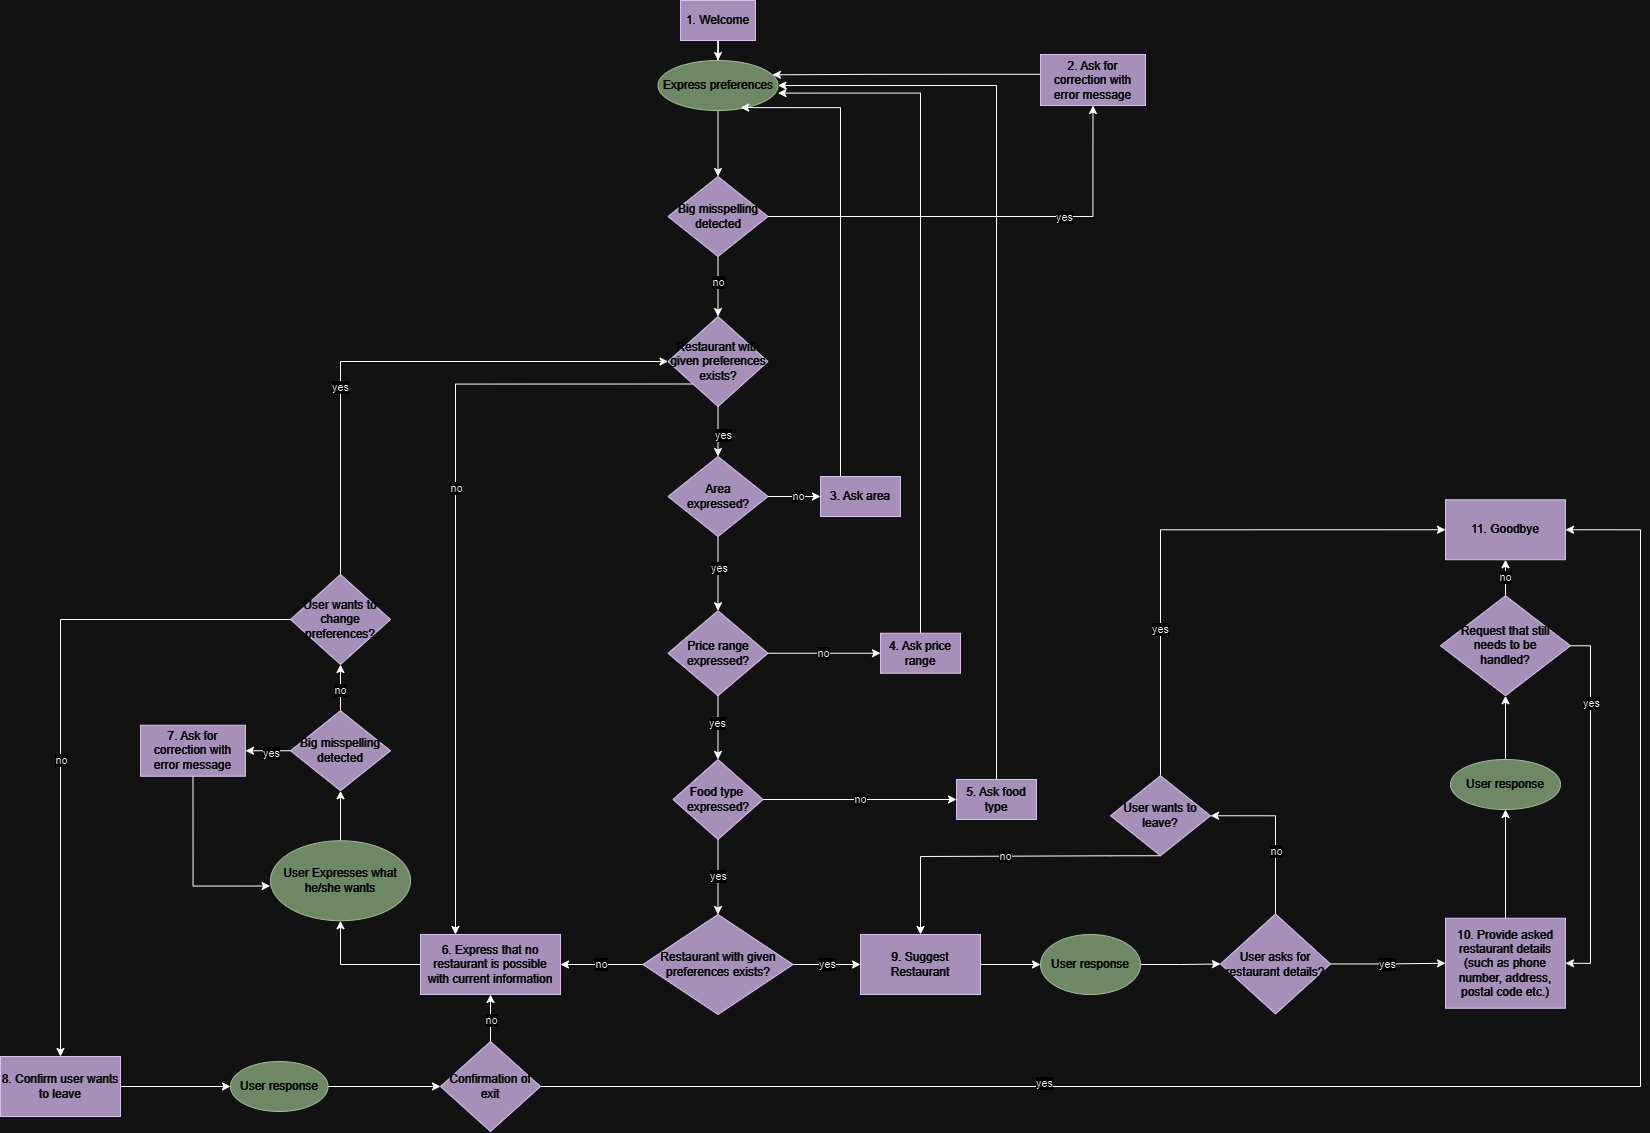 1. Welcome
Express preferences
2. Ask for
correction with
error message
Big misspelling
detected
yes
no
Restaurant with
given preferences
exists?
yes
no
yes
Area
expressed?
no
3. Ask area
yes
Price range
expressed?
no
4. Ask price
range
yes
Food type
expressed?
no
5. Ask food
type
yes
Restaurant with given
preferences exists?
no
yes
6. Express that no
restaurant is possible
with current information
User Expresses what
he/she wants
Big misspelling
detected
yes
7. Ask for
correction with
error message
no
User wants to
change
preferences?
no
8. Confirm user wants
to leave
User response
Confirmation of
exit
no
yes
9. Suggest
Restaurant
User response
User asks for
restaurant details?
no
yes
User wants to
leave?
no
yes
10. Provide asked
restaurant details
(such as phone
number, address,
postal code etc.)
User response
Request that still
needs to be
handled?
yes
no
11. Goodbye